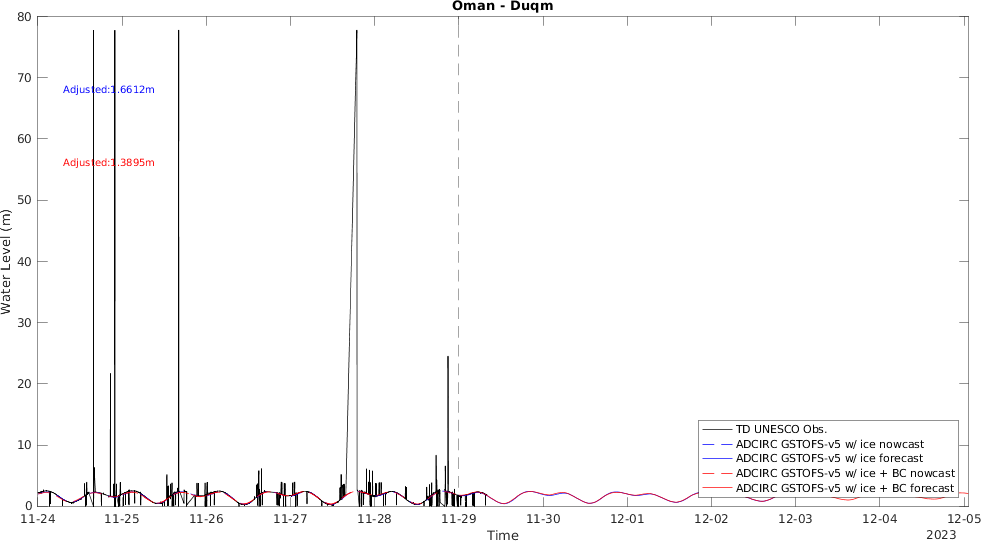 Oman - Duqm
80
70
60
50
40
30
20
10
0
Water Level (m)
Adjusted:1.6612m
Adjusted:1.3895m
TD UNESCO Obs.
ADCIRC GSTOFS-v5 w/ ice nowcast
ADCIRC GSTOFS-v5 w/ ice forecast
ADCIRC GSTOFS-v5 w/ ice + BC nowcast
ADCIRC GSTOFS-v5 w/ ice + BC forecast
11-24 11-25 11-26 11-27 11-28 11-29 11-30 12-01 12-02 12-03 12-04 12-05
Time
2023